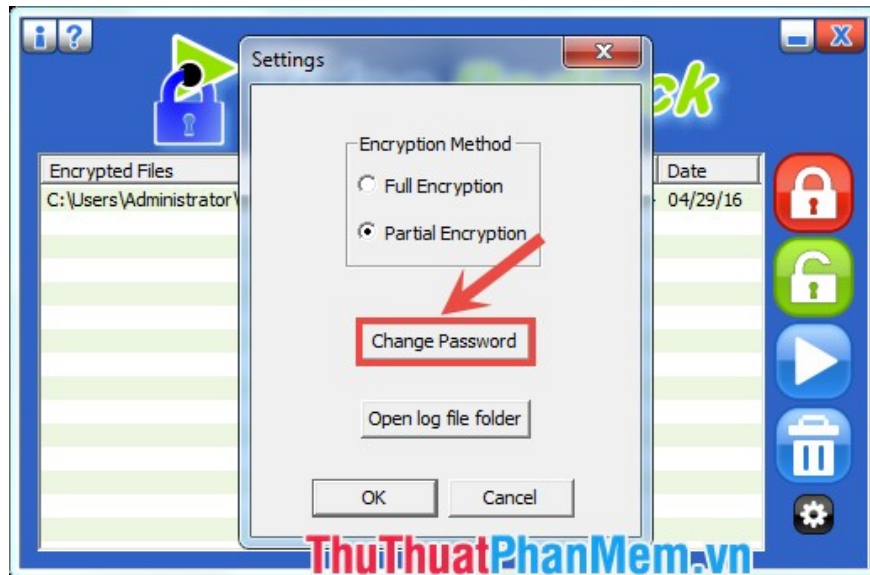 Settings
ck
Encrypted Files
Date
C:\Users\Administrator\
04/29/16
Encryption Method
Full Encryption
Partial Encryption
Change Password
Open log file folder
OK
Cancel
ThuThuatPhanMem.vn